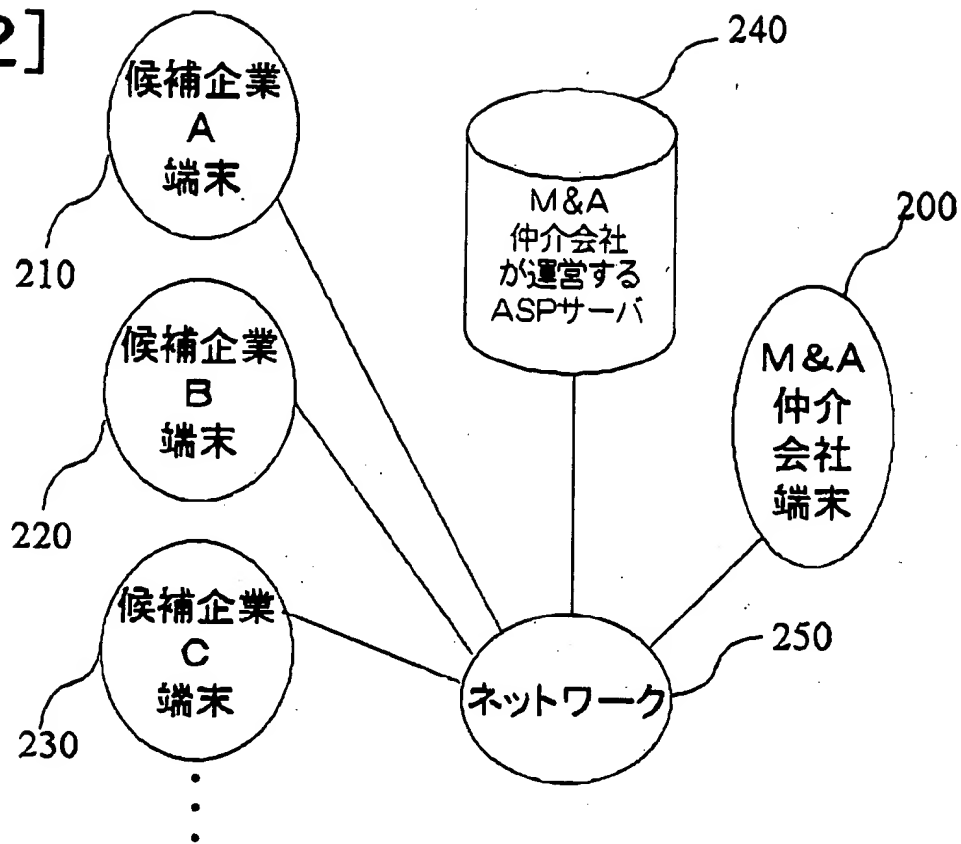 2]
候補企業
A
端末
210
候補企業
B
端末
220
候補企業
C
端末
230
240
M&A
仲介会社
が運営する
ASPサーバ
200
M&A
仲介
会社
端末
250
ネットワーク